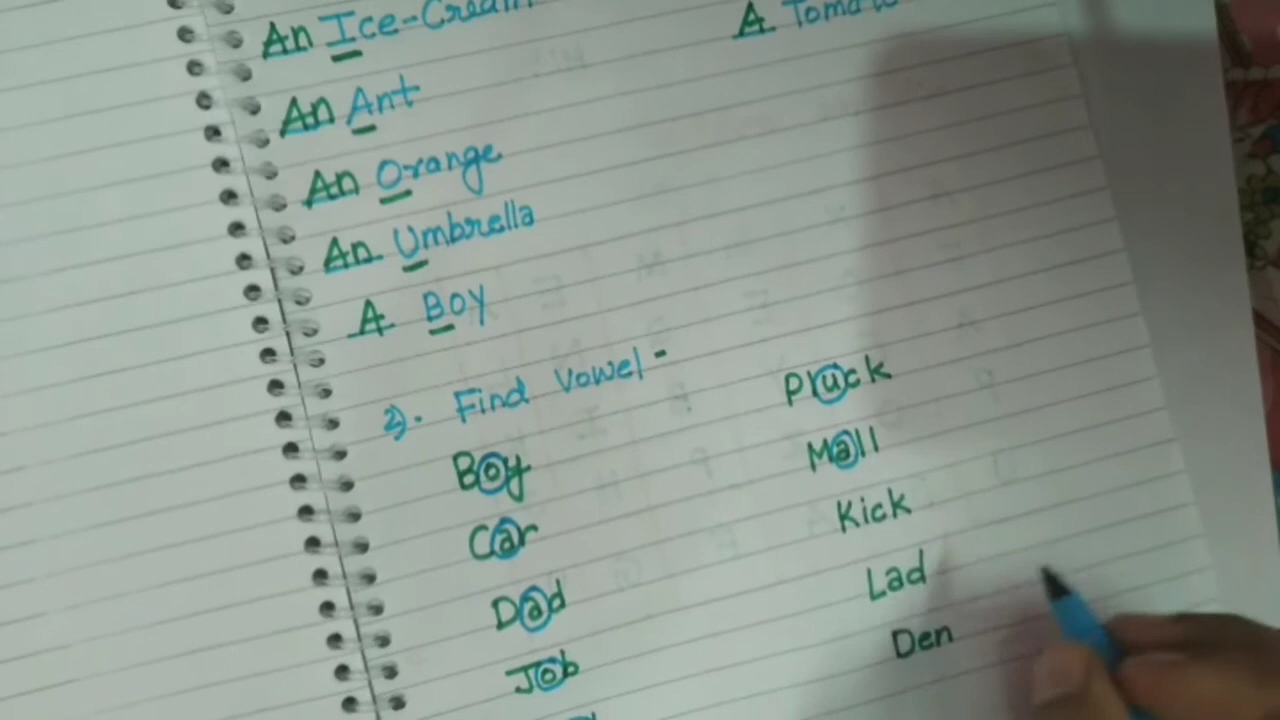 An Ice-Cream
A Tomato
An Ant
An Orange
An Umbrella
A Boy
2). Find Vowel -
Boy
Car
Dad
Job
Pluck
Mall
Kick
Lad
Den